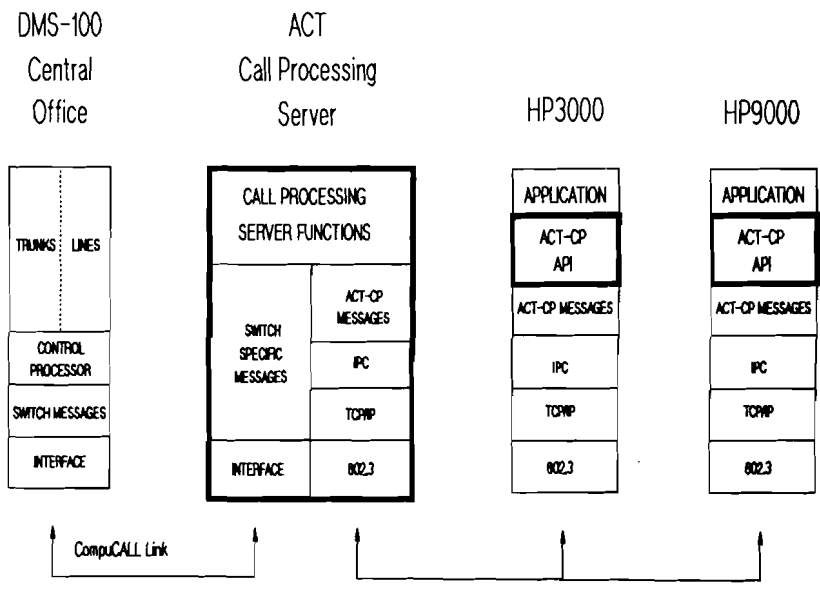 DMS-100
Central
Office
ACT
Call Processing
Server
HP3000
HP9000
TRUNKS
LINES
CONTROL
PROCESSOR
SWITCH MESSAGES
INTERFACE
CALL PROCESSING
SERVER FUNCTIONS
SWITCH
SPECIFIC
MESSAGES
INTERFACE
ACT-CP
MESSAGES
IPC
TCP/IP
802.3
APPLICATION
ACT-CP
API
ACT-CP MESSAGES
IPC
TCP/IP
802.3
APPLICATION
ACT-CP
API
ACT-CP MESSAGES
IPC
TCP/IP
802.3
CompuCALL Link